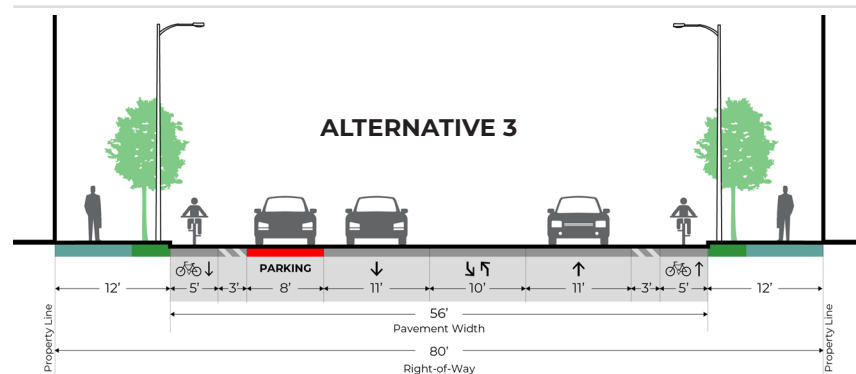 ALTERNATIVE 3
PARKING
12’
5’
3’
8’
11’
10’
11’
3’
5’
12’
56’
Pavement Width
80’
Right-of-Way
Property Line
Property Line